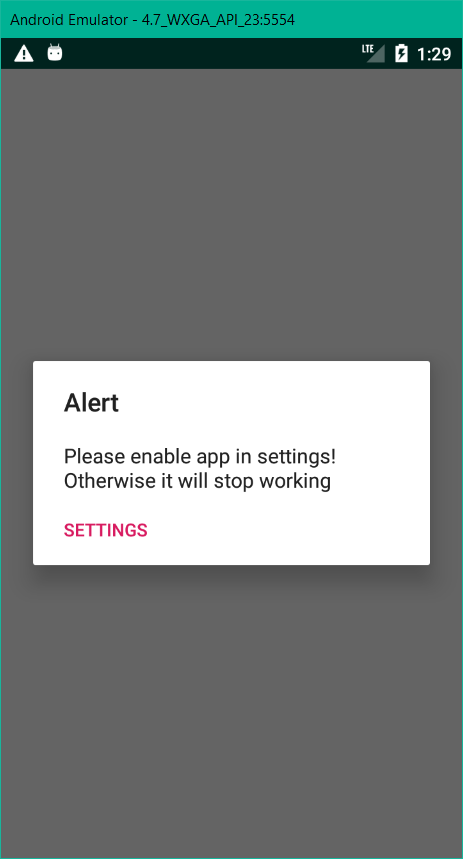 Android Emulator - 4.7_WXGA_API_23:5554
LTE 1:29
Alert
Please enable app in settings!
Otherwise it will stop working
SETTINGS